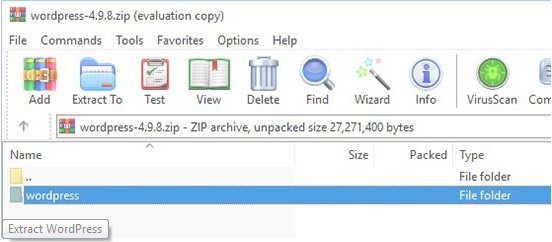 wordpress-4.9.8.zip (evaluation copy)
File Commands Tools Favorites Options Help
Add Extract To Test View Delete Find Wizard Info VirusScan
wordpress-4.9.8.zip - ZIP archive, unpacked size 27,271,400 bytes
Name Size Packed Type
.. File folder
wordpress File folder
Extract WordPress